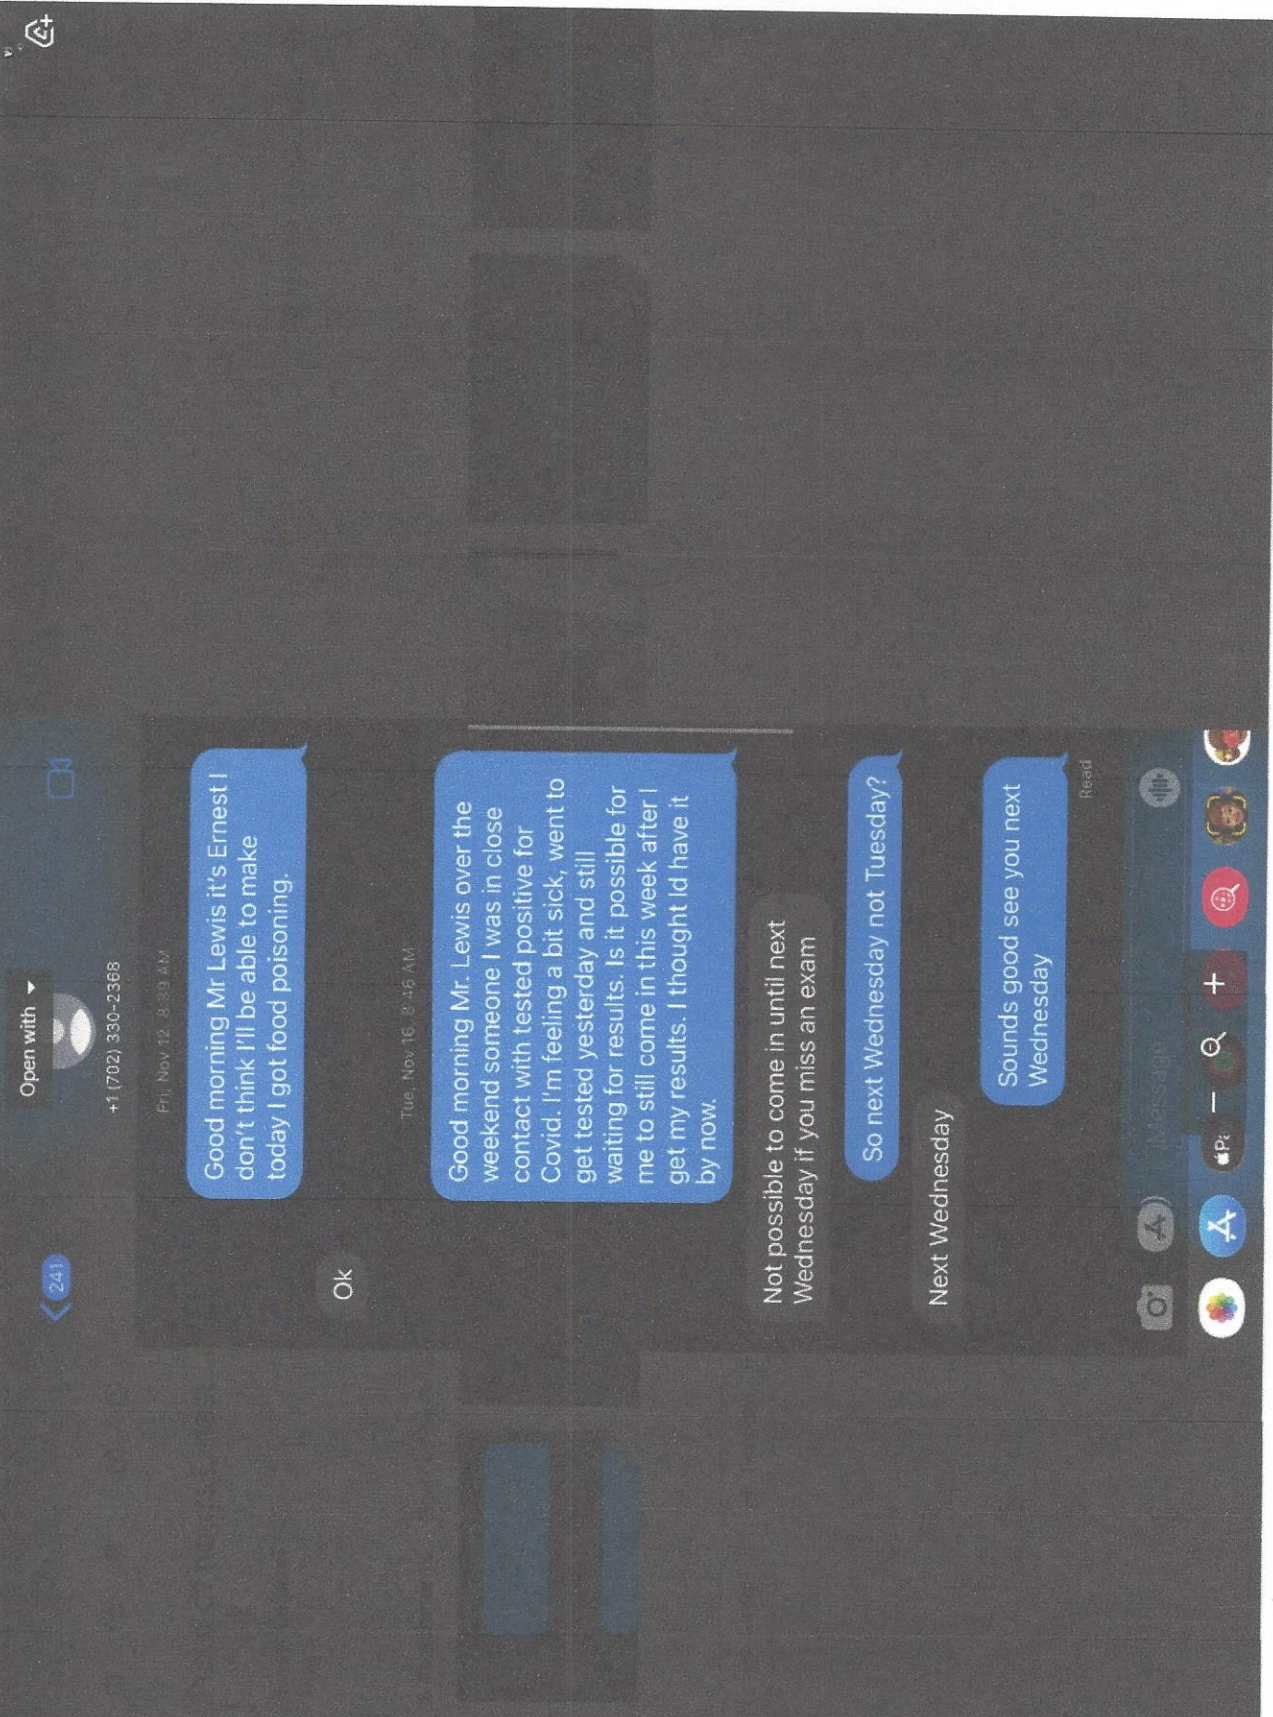 Open with
241
+1 (702) 330-2368
Fri, Nov 12, 8:39 AM
Good morning Mr Lewis it's Ernest I
don't think I'll be able to make
today I got food poisoning.
Ok
Tue, Nov 16, 8:46 AM
Good morning Mr. Lewis over the
weekend someone I was in close
contact with tested positive for
Covid. I'm feeling a bit sick, went to
get tested yesterday and still
waiting for results. Is it possible for
me to still come in this week after I
get my results. I thought Id have it
by now.
Not possible to come in until next
Wednesday if you miss an exam
So next Wednesday not Tuesday?
Next Wednesday
Sounds good see you next
Wednesday
Read
iMessage